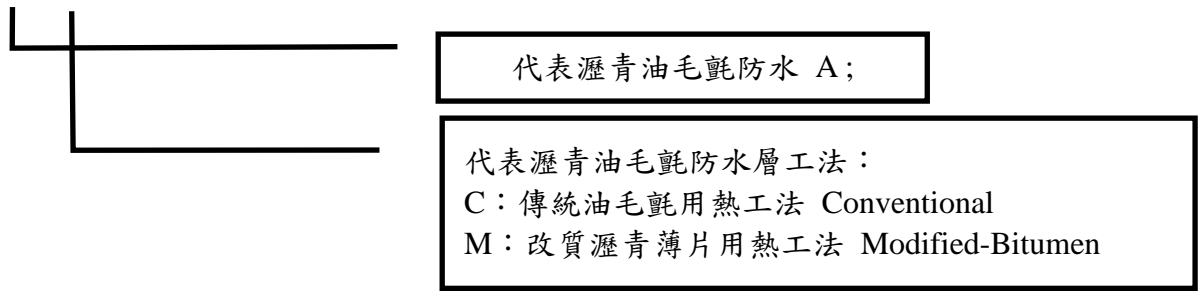 代表瀝青油毛氈防水 A;
代表瀝青油毛氈防水層工法：
C：傳統油毛氈用熱工法 Conventional
M：改質瀝青薄片用熱工法 Modified-Bitumen